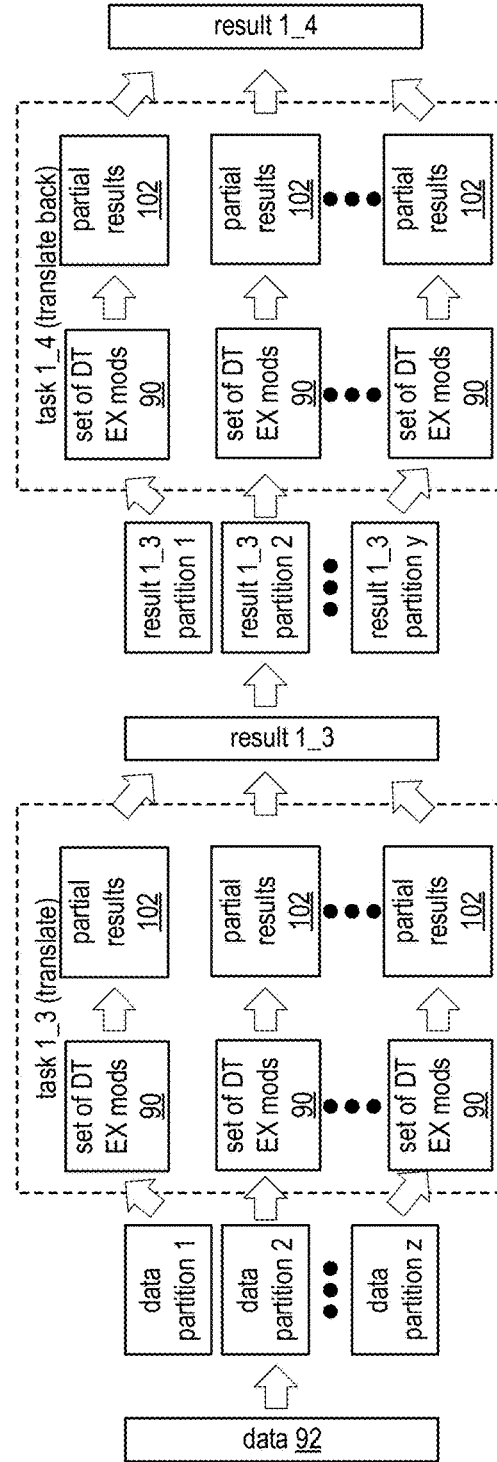 data 92
data
partition 1
data
partition 2
data
partition z
task 1_3 (translate)
set of DT
EX mods
90
partial
results
102
set of DT
EX mods
90
partial
results
102
set of DT
EX mods
90
partial
results
102
result 1_3
result 1_3
partition 1
result 1_3
partition 2
result 1_3
partition y
task 1_4 (translate back)
set of DT
EX mods
90
partial
results
102
set of DT
EX mods
90
partial
results
102
set of DT
EX mods
90
partial
results
102
result 1_4